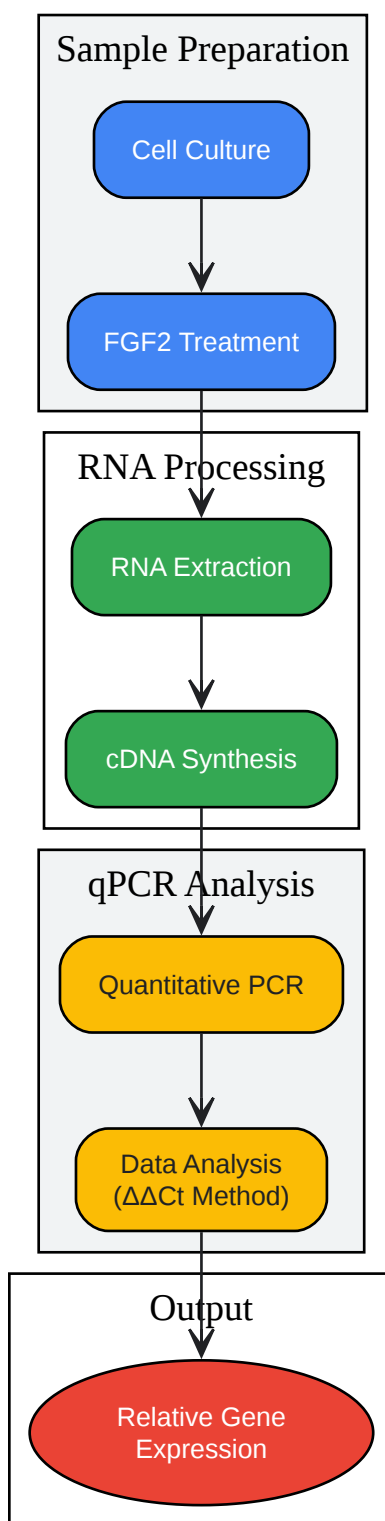 Sample Preparation
Cell Culture
FGF2 Treatment
RNA Processing
RNA Extraction
cDNA Synthesis
qPCR Analysis
Quantitative PCR
Data Analysis
(ΔΔCt Method)
Output
Relative Gene
Expression